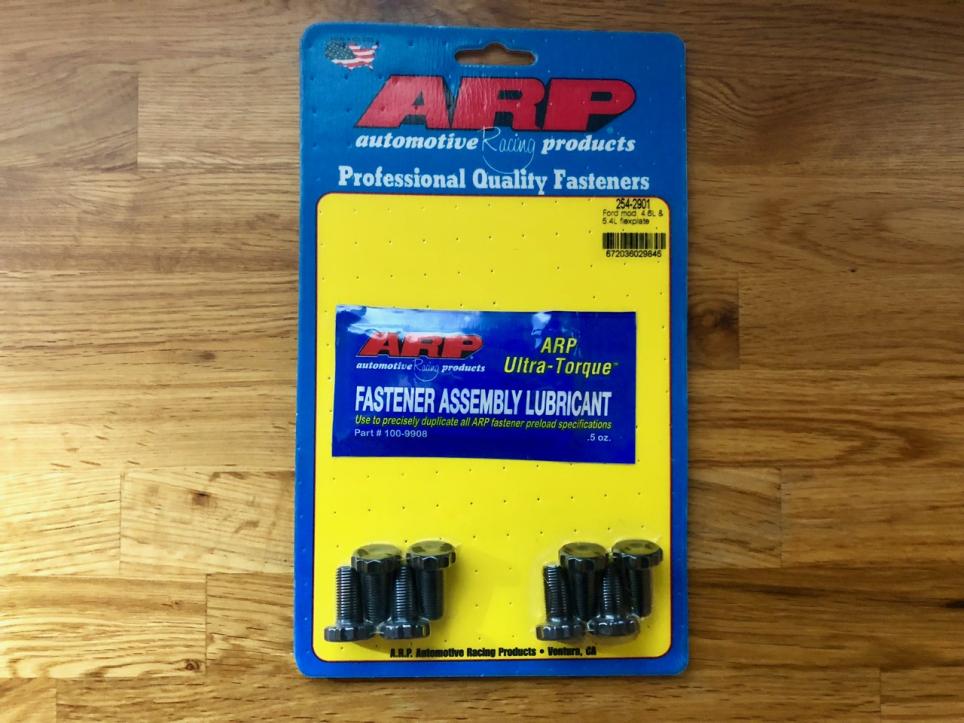 ARP
automotive Racing products
Professional Quality Fasteners
254-2901
Ford mod. 4.6L &
5.4L flexplate
672036029845
ARP
automotive Racing products
ARP
Ultra-Torque™
FASTENER ASSEMBLY LUBRICANT
Use to precisely duplicate all ARP fastener preload specifications
Part # 100-9908
.5 oz.
A.R.P. Automotive Racing Products • Ventura, CA